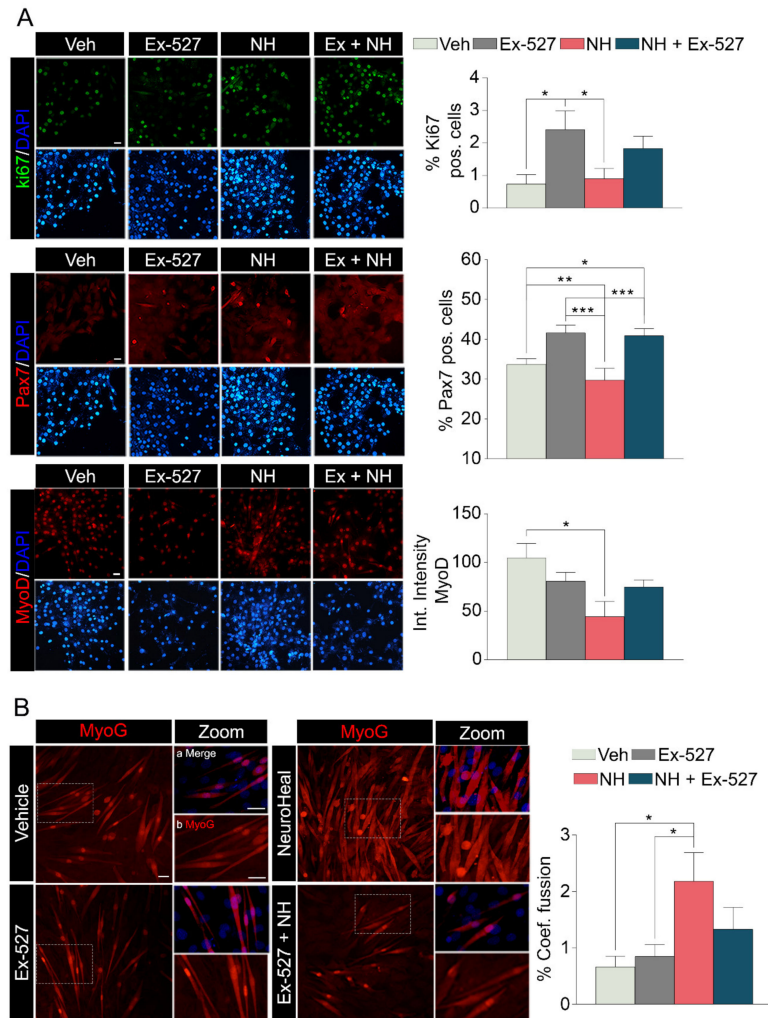 A
Veh Ex-527 NH Ex + NH
ki67/DAPI
Veh Ex-527 NH NH + Ex-527
% Ki67
pos. cells
4
3
2
1
0
* *
Veh Ex-527 NH Ex + NH
Pax7/DAPI
% Pax7 pos. cells
60
50
40
30
20
10
*
**
***
***
Veh Ex-527 NH Ex + NH
MyoD/DAPI
Int. Intensity
MyoD
150
100
50
0
*
B
MyoG Zoom MyoG Zoom
Vehicle
a Merge
b MyoG
NeuroHeal
Ex-527
Ex-527 + NH
Veh Ex-527
NH NH + Ex-527
% Coef. fussion
3
2
1
0
*
*